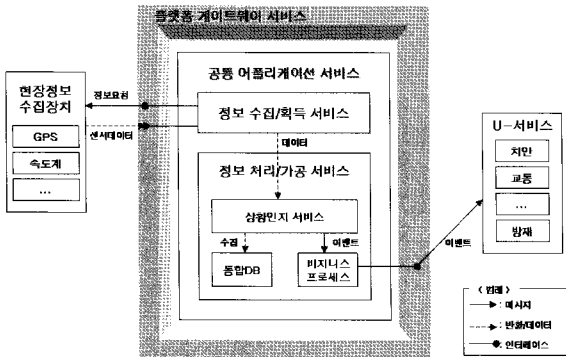 플랫폼 게이트웨이 서비스
공통 어플리케이션 서비스
현장정보
수집장치
정보요청
정보 수집/획득 서비스
GPS
센서데이터
속도계
...
데이터
정보 처리/가공 서비스
상황인지 서비스
수집
이벤트
통합DB
비지니스
프로세스
U-서비스
치안
교통
...
방재
이벤트
< 범례 >
: 메시지
: 반환/데이터
: 인터페이스